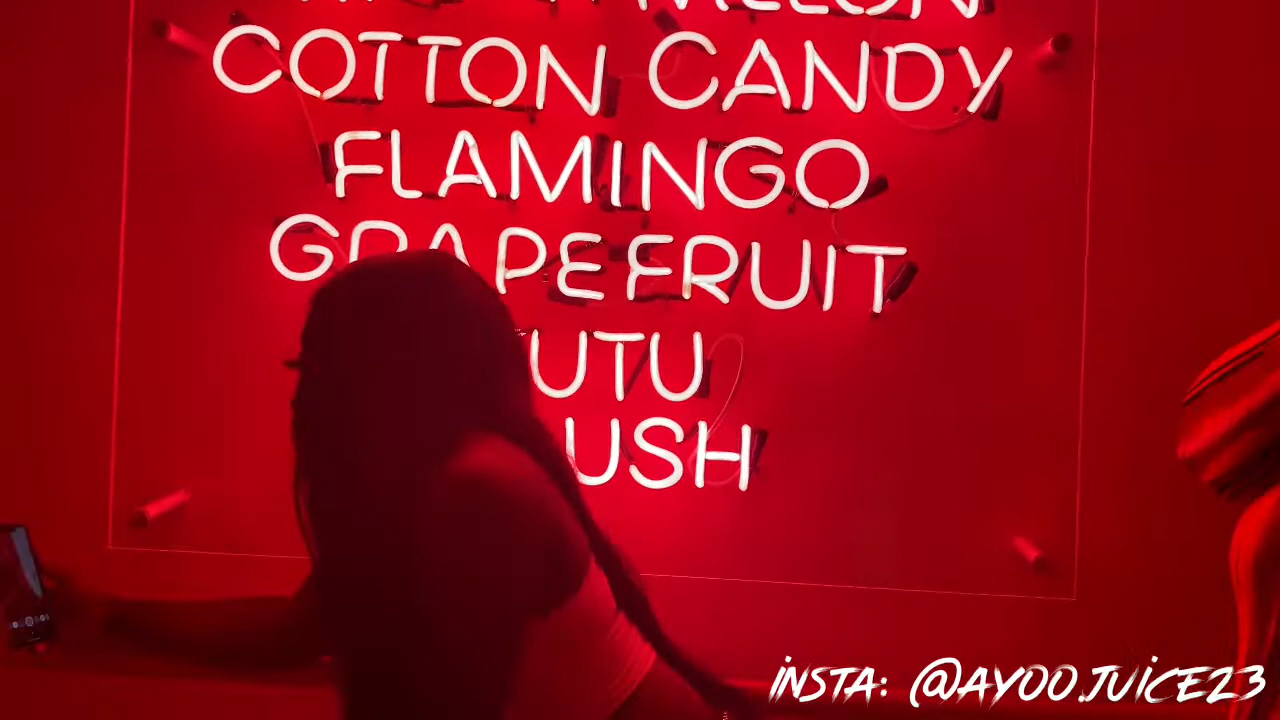 COTTON CANDY
FLAMINGO
GRAPEFRUIT
UTU
USH
INSTA: @AYOO.JUICE23